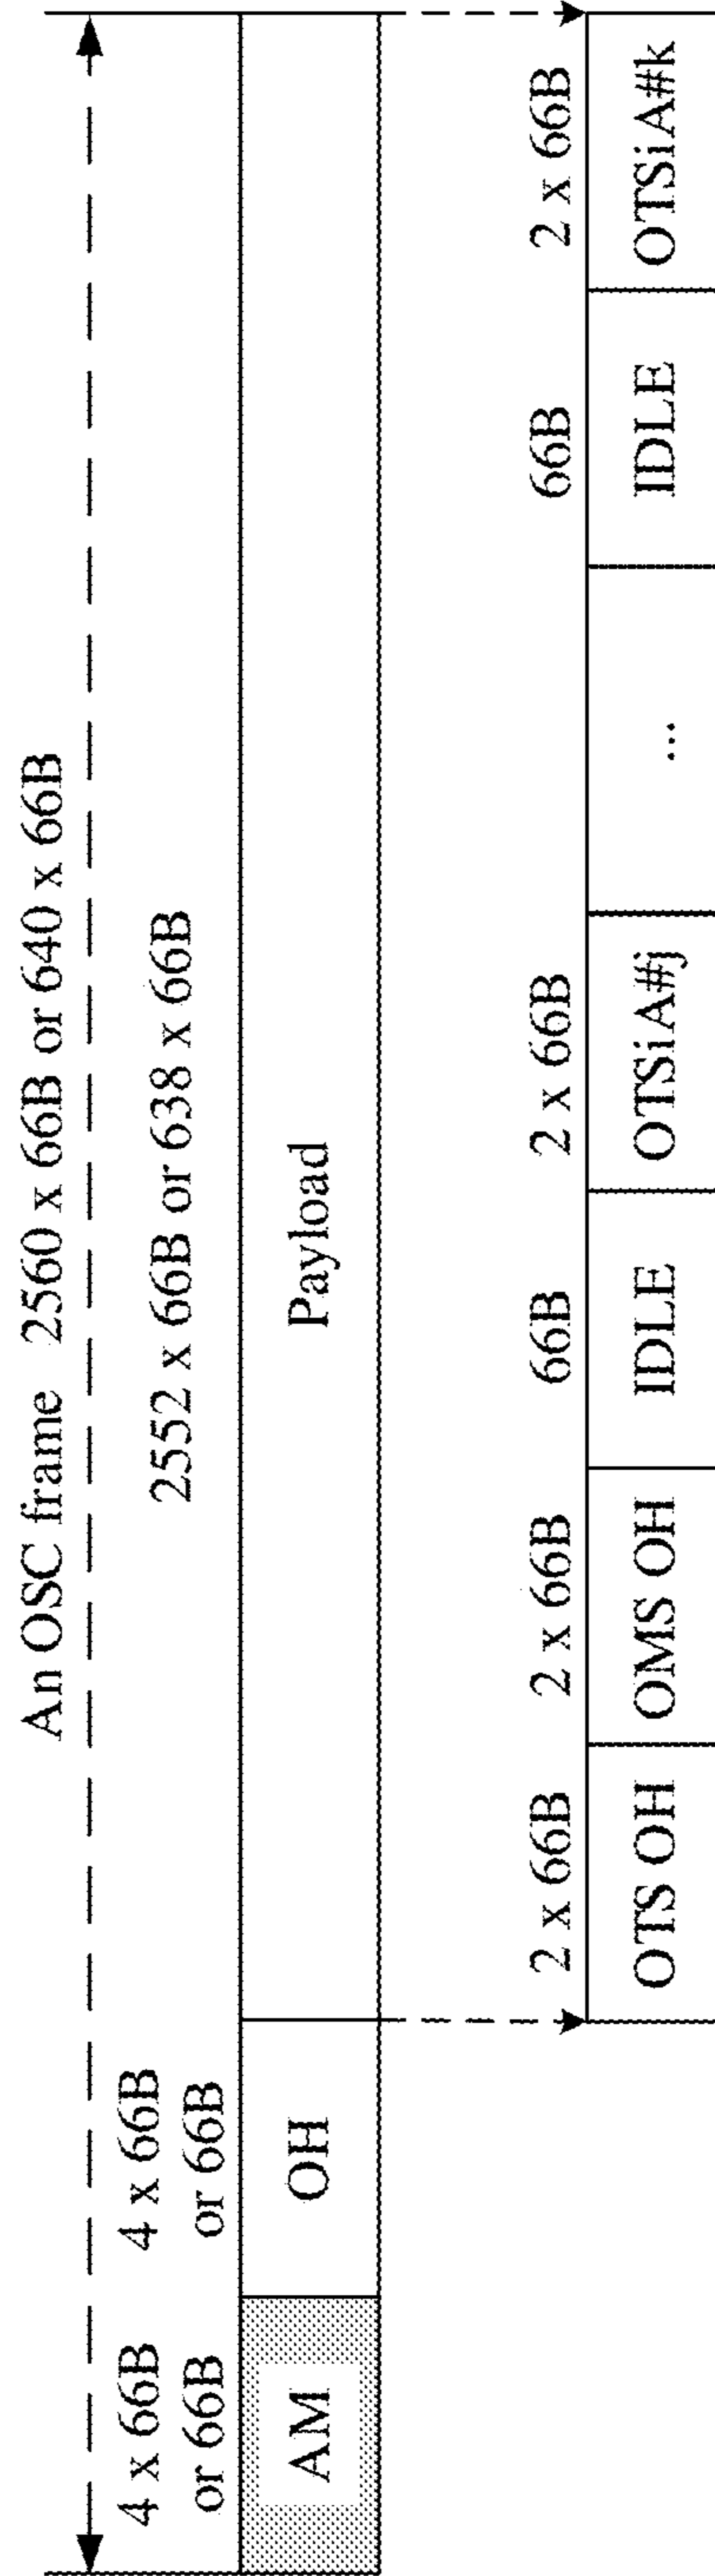 An OSC frame 2560 x 66B or 640 x 66B
4 x 66B
or 66B
4 x 66B
or 66B
2552 x 66B or 638 x 66B
AM
OH
Payload
2 x 66B
2 x 66B
66B
2 x 66B
66B
2 x 66B
OTS OH
OMS OH
IDLE
OTSiA#j
...
IDLE
OTSiA#k